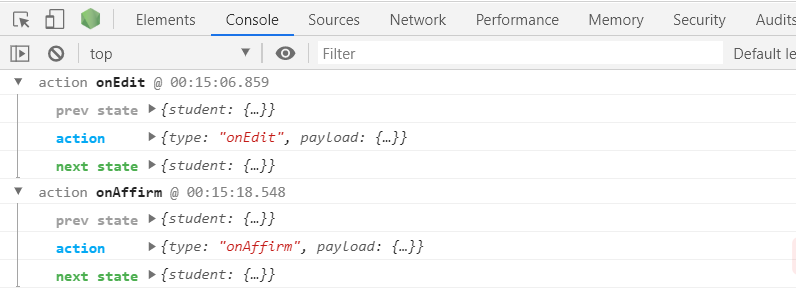 Elements Console Sources Network Performance Memory Security Audits
top Filter Default le
action onEdit @ 00:15:06.859
prev state {student: {…}}
action {type: "onEdit", payload: {…}}
next state {student: {…}}
action onAffirm @ 00:15:18.548
prev state {student: {…}}
action {type: "onAffirm", payload: {…}}
next state {student: {…}}